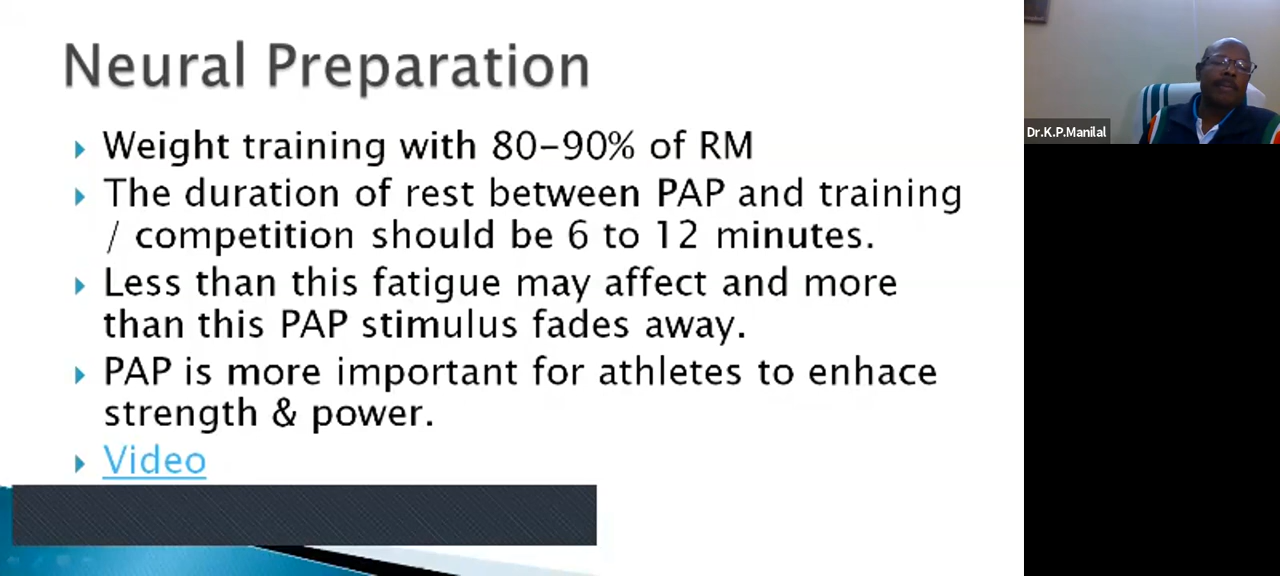 Neural Preparation
Weight training with 80-90% of RM
The duration of rest between PAP and training
/ competition should be 6 to 12 minutes.
Less than this fatigue may affect and more
than this PAP stimulus fades away.
PAP is more important for athletes to enhace
strength & power.
Video
Dr.K.P.Manilal